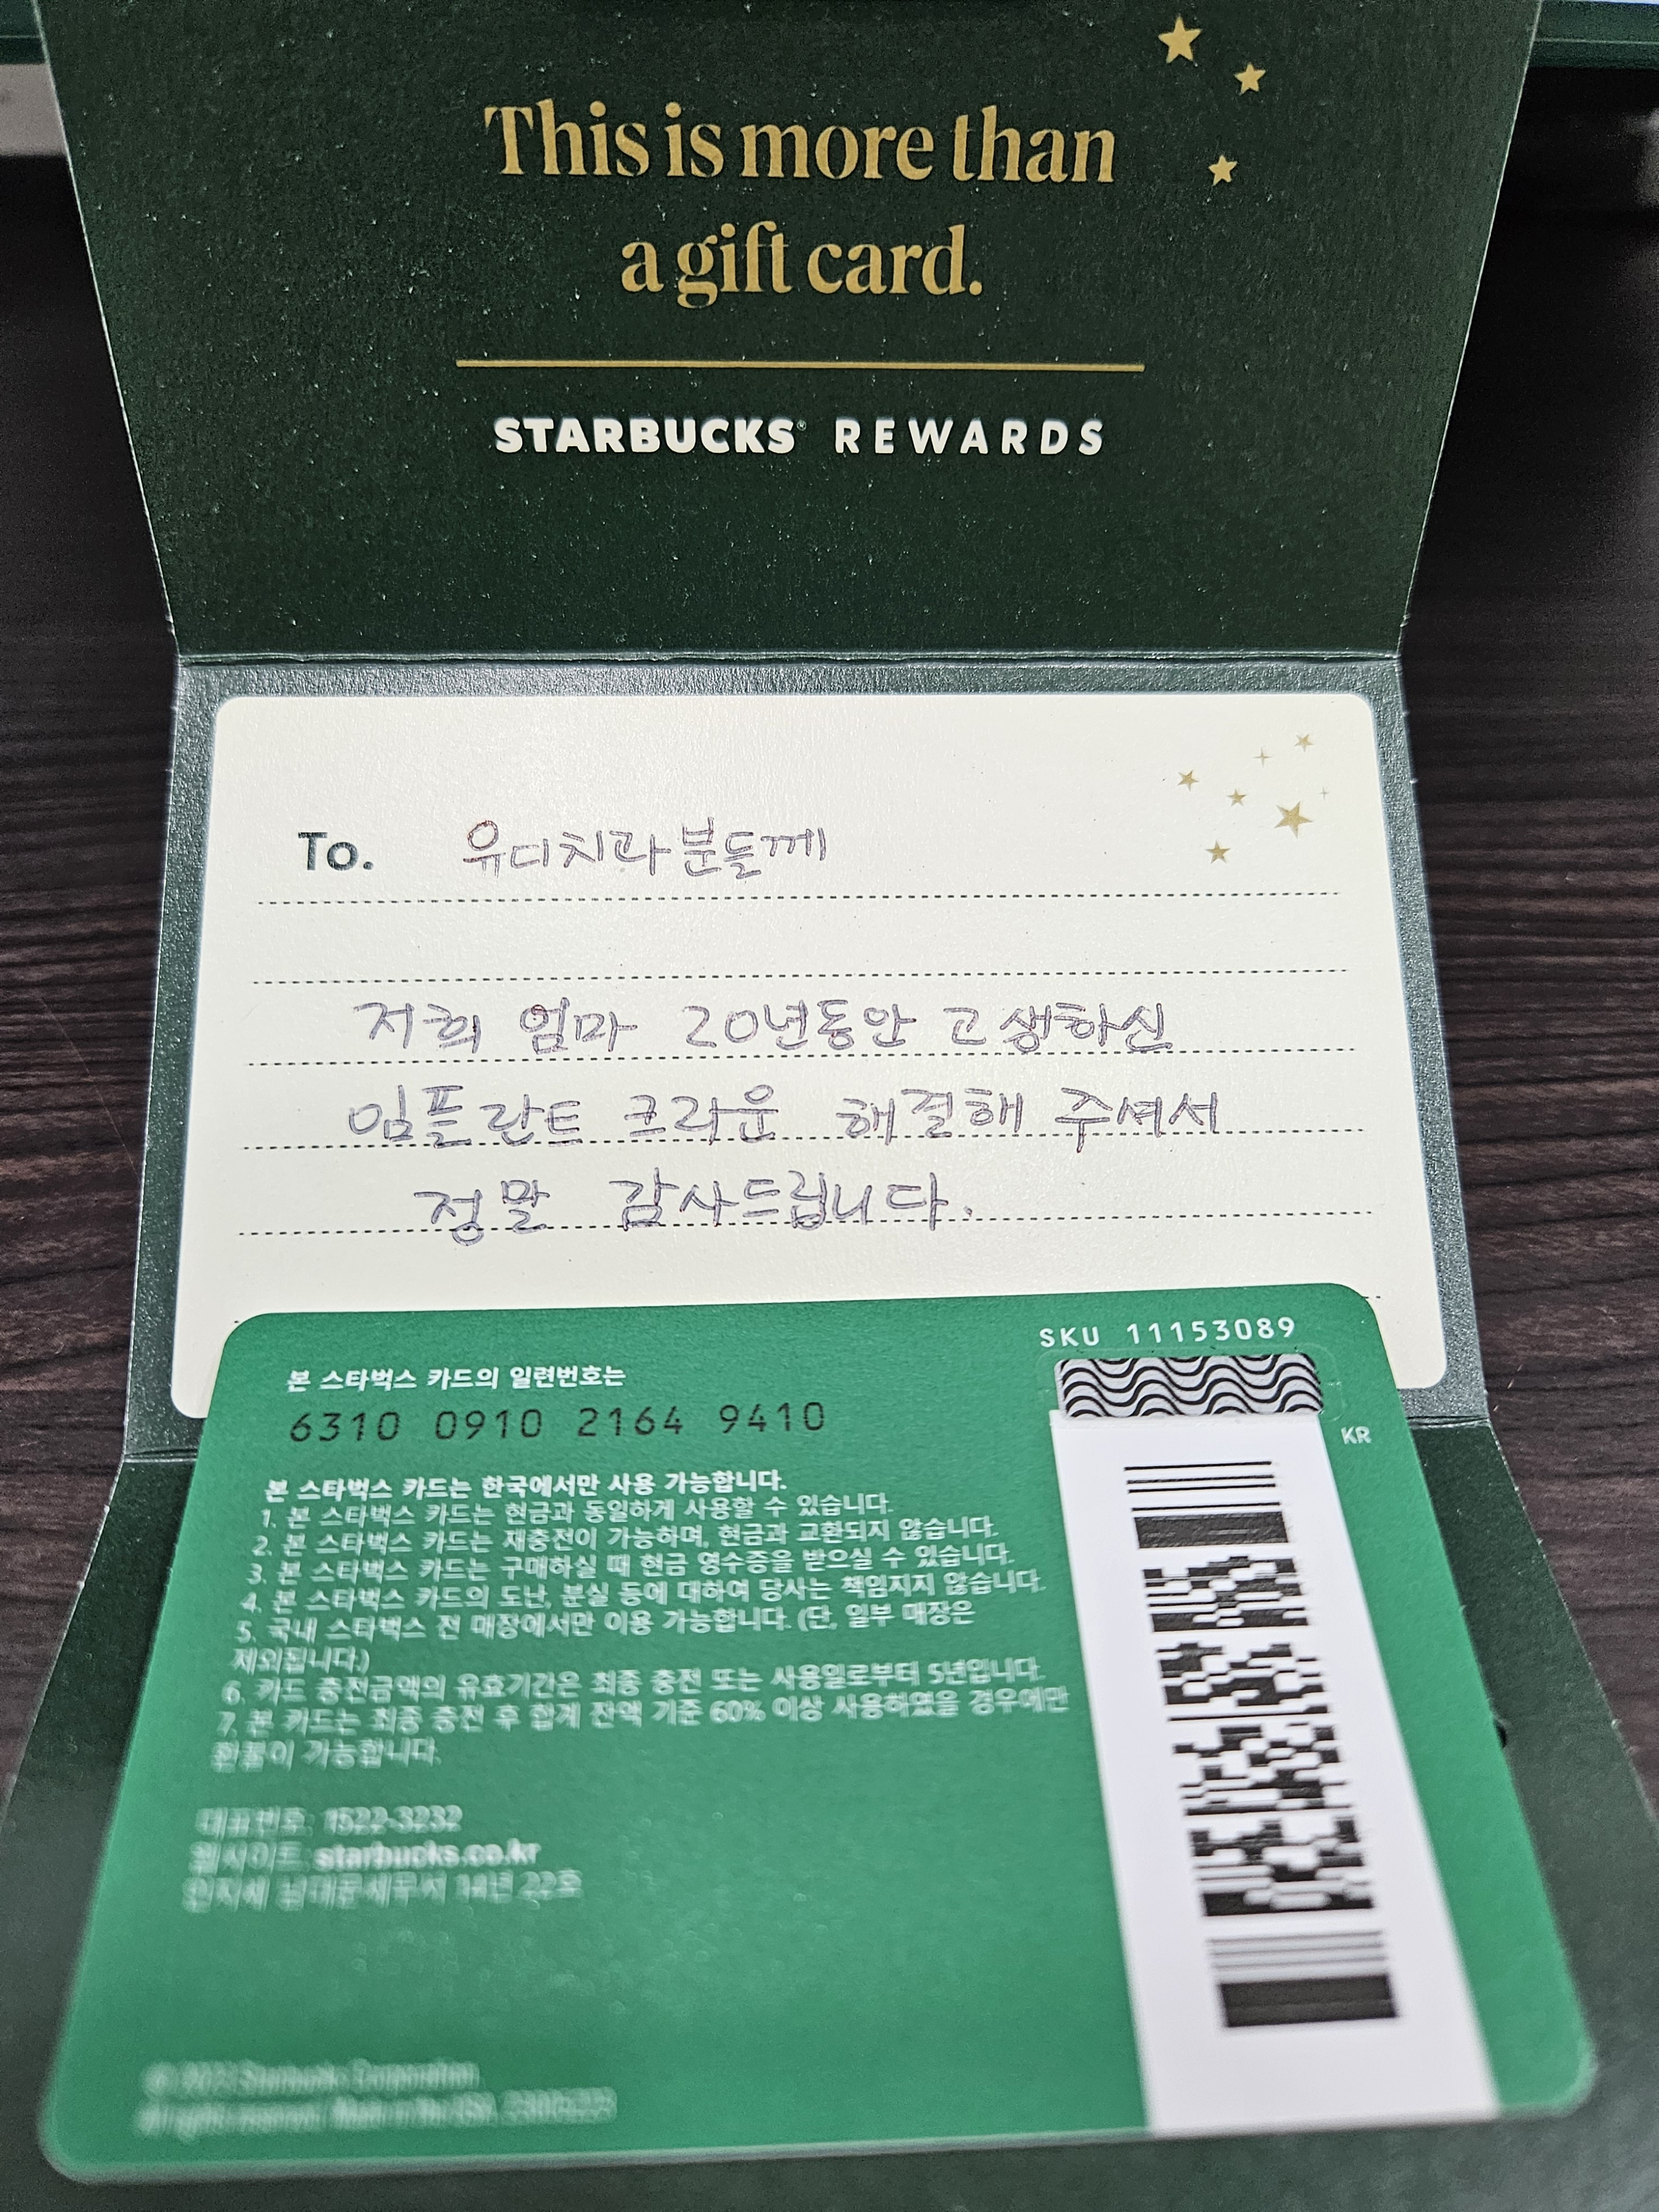 This is more than
a gift card.
STARBUCKS® REWARDS
To. 유디치과분들께
저희 엄마 20년동안 고생하신
임플란트 크라운 해결해 주셔서
정말 감사드립니다.
SKU 11153089
본 스타벅스 카드의 일련번호는
6310 0910 2164 9410
KR
본 스타벅스 카드는 한국에서만 사용 가능합니다.
1. 본 스타벅스 카드는 현금과 동일하게 사용할 수 있습니다.
2. 본 스타벅스 카드는 재충전이 가능하며, 현금과 교환되지 않습니다.
3. 본 스타벅스 카드는 구매하실 때 현금 영수증을 받으실 수 있습니다.
4. 본 스타벅스 카드의 도난, 분실 등에 대하여 당사는 책임지지 않습니다.
5. 국내 스타벅스 전 매장에서만 이용 가능합니다. (단, 일부 매장은
제외됩니다.)
6. 카드 충전금액의 유효기간은 최종 충전 또는 사용일로부터 5년입니다.
7. 본 카드는 최종 충전 후 합계 잔액 기준 60% 이상 사용하였을 경우에만
환불이 가능합니다.
대표번호: 1522-3232
웹사이트: starbucks.co.kr
인지세 남대문세무서 14년 22호
Starbucks Corporation.
All rights reserved. Made in the USA.